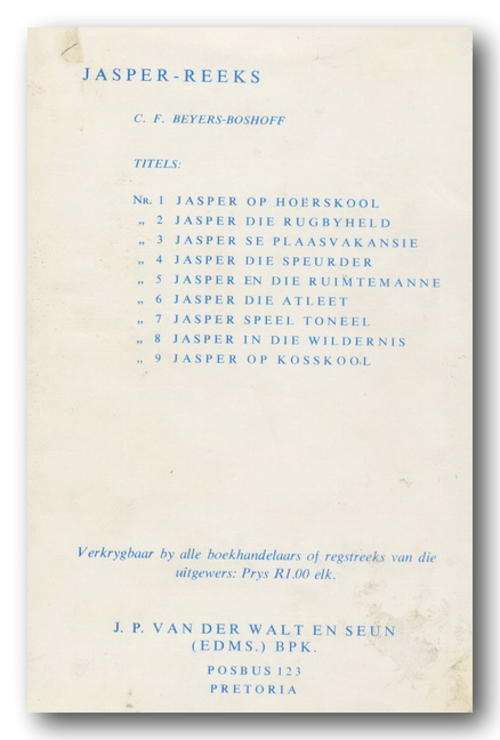 JASPER-REEKS
C. F. BEYERS-BOSHOFF
TITELS:
NR. 1 JASPER OP HOËRSKOOL
„ 2 JASPER DIE RUGBYHELD
„ 3 JASPER SE PLAASVAKANSIE
„ 4 JASPER DIE SPEURDER
„ 5 JASPER EN DIE RUIMTEMANNE
„ 6 JASPER DIE ATLEET
„ 7 JASPER SPEEL TONEEL
„ 8 JASPER IN DIE WILDERNIS
„ 9 JASPER OP KOSSKOOL
Verkrygbaar by alle boekhandelaars of regstreeks van die
uitgewers: Prys R1.00 elk.
J. P. VAN DER WALT EN SEUN
(EDMS.) BPK.
POSBUS 123
PRETORIA